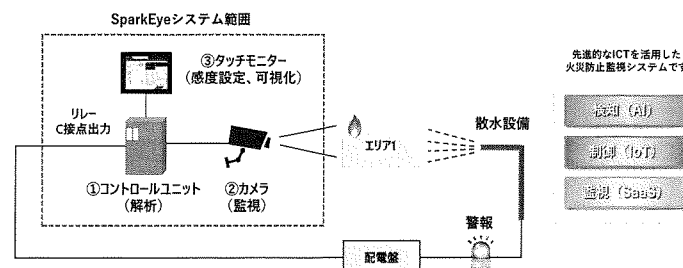 SparkEyeシステム範囲
③タッチモニター
(感度設定、可視化)
リレー
C接点出力
①コントロールユニット
(解析)
②カメラ
(監視)
エリア1
散水設備
警報
配電盤
先進的なICTを活用した
火災防止監視システムです
検知 (AI)
制御 (IoT)
監視 (SaaS)